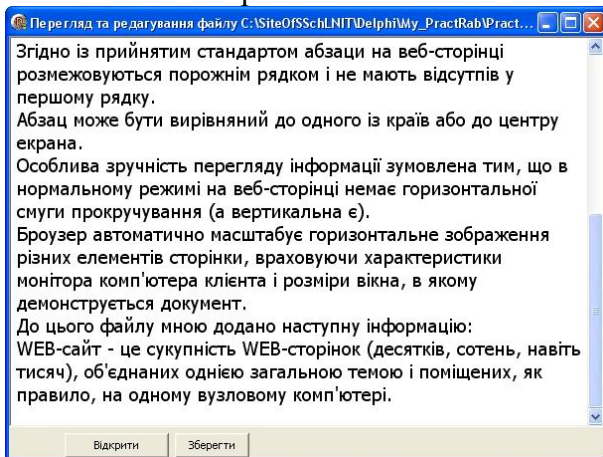 Перегляд та редагування файлу C:\SiteOfSSchLNIT\Delphi\My_PractRab\Pract...
Згідно із прийнятим стандартом абзаци на веб-сторінці
розмежовуються порожнім рядком і не мають відсутпів у
першому рядку.
Абзац може бути вирівняний до одного із країв або до центру
екрана.
Особлива зручність перегляду інформації зумовлена тим, що в
нормальному режимі на веб-сторінці немає горизонтальної
смуги прокручування (а вертикальна є).
Броузер автоматично масштабує горизонтальне зображення
різних елементів сторінки, враховуючи характеристики
монітора комп'ютера клієнта і розміри вікна, в якому
демонструється документ.
До цього файлу мною додано наступну інформацію:
WEB-сайт - це сукупність WEB-сторінок (десятків, сотень, навіть
тисяч), об'єднаних однією загальною темою і поміщених, як
правило, на одному вузловому комп'ютері.
Відкрити Зберегти